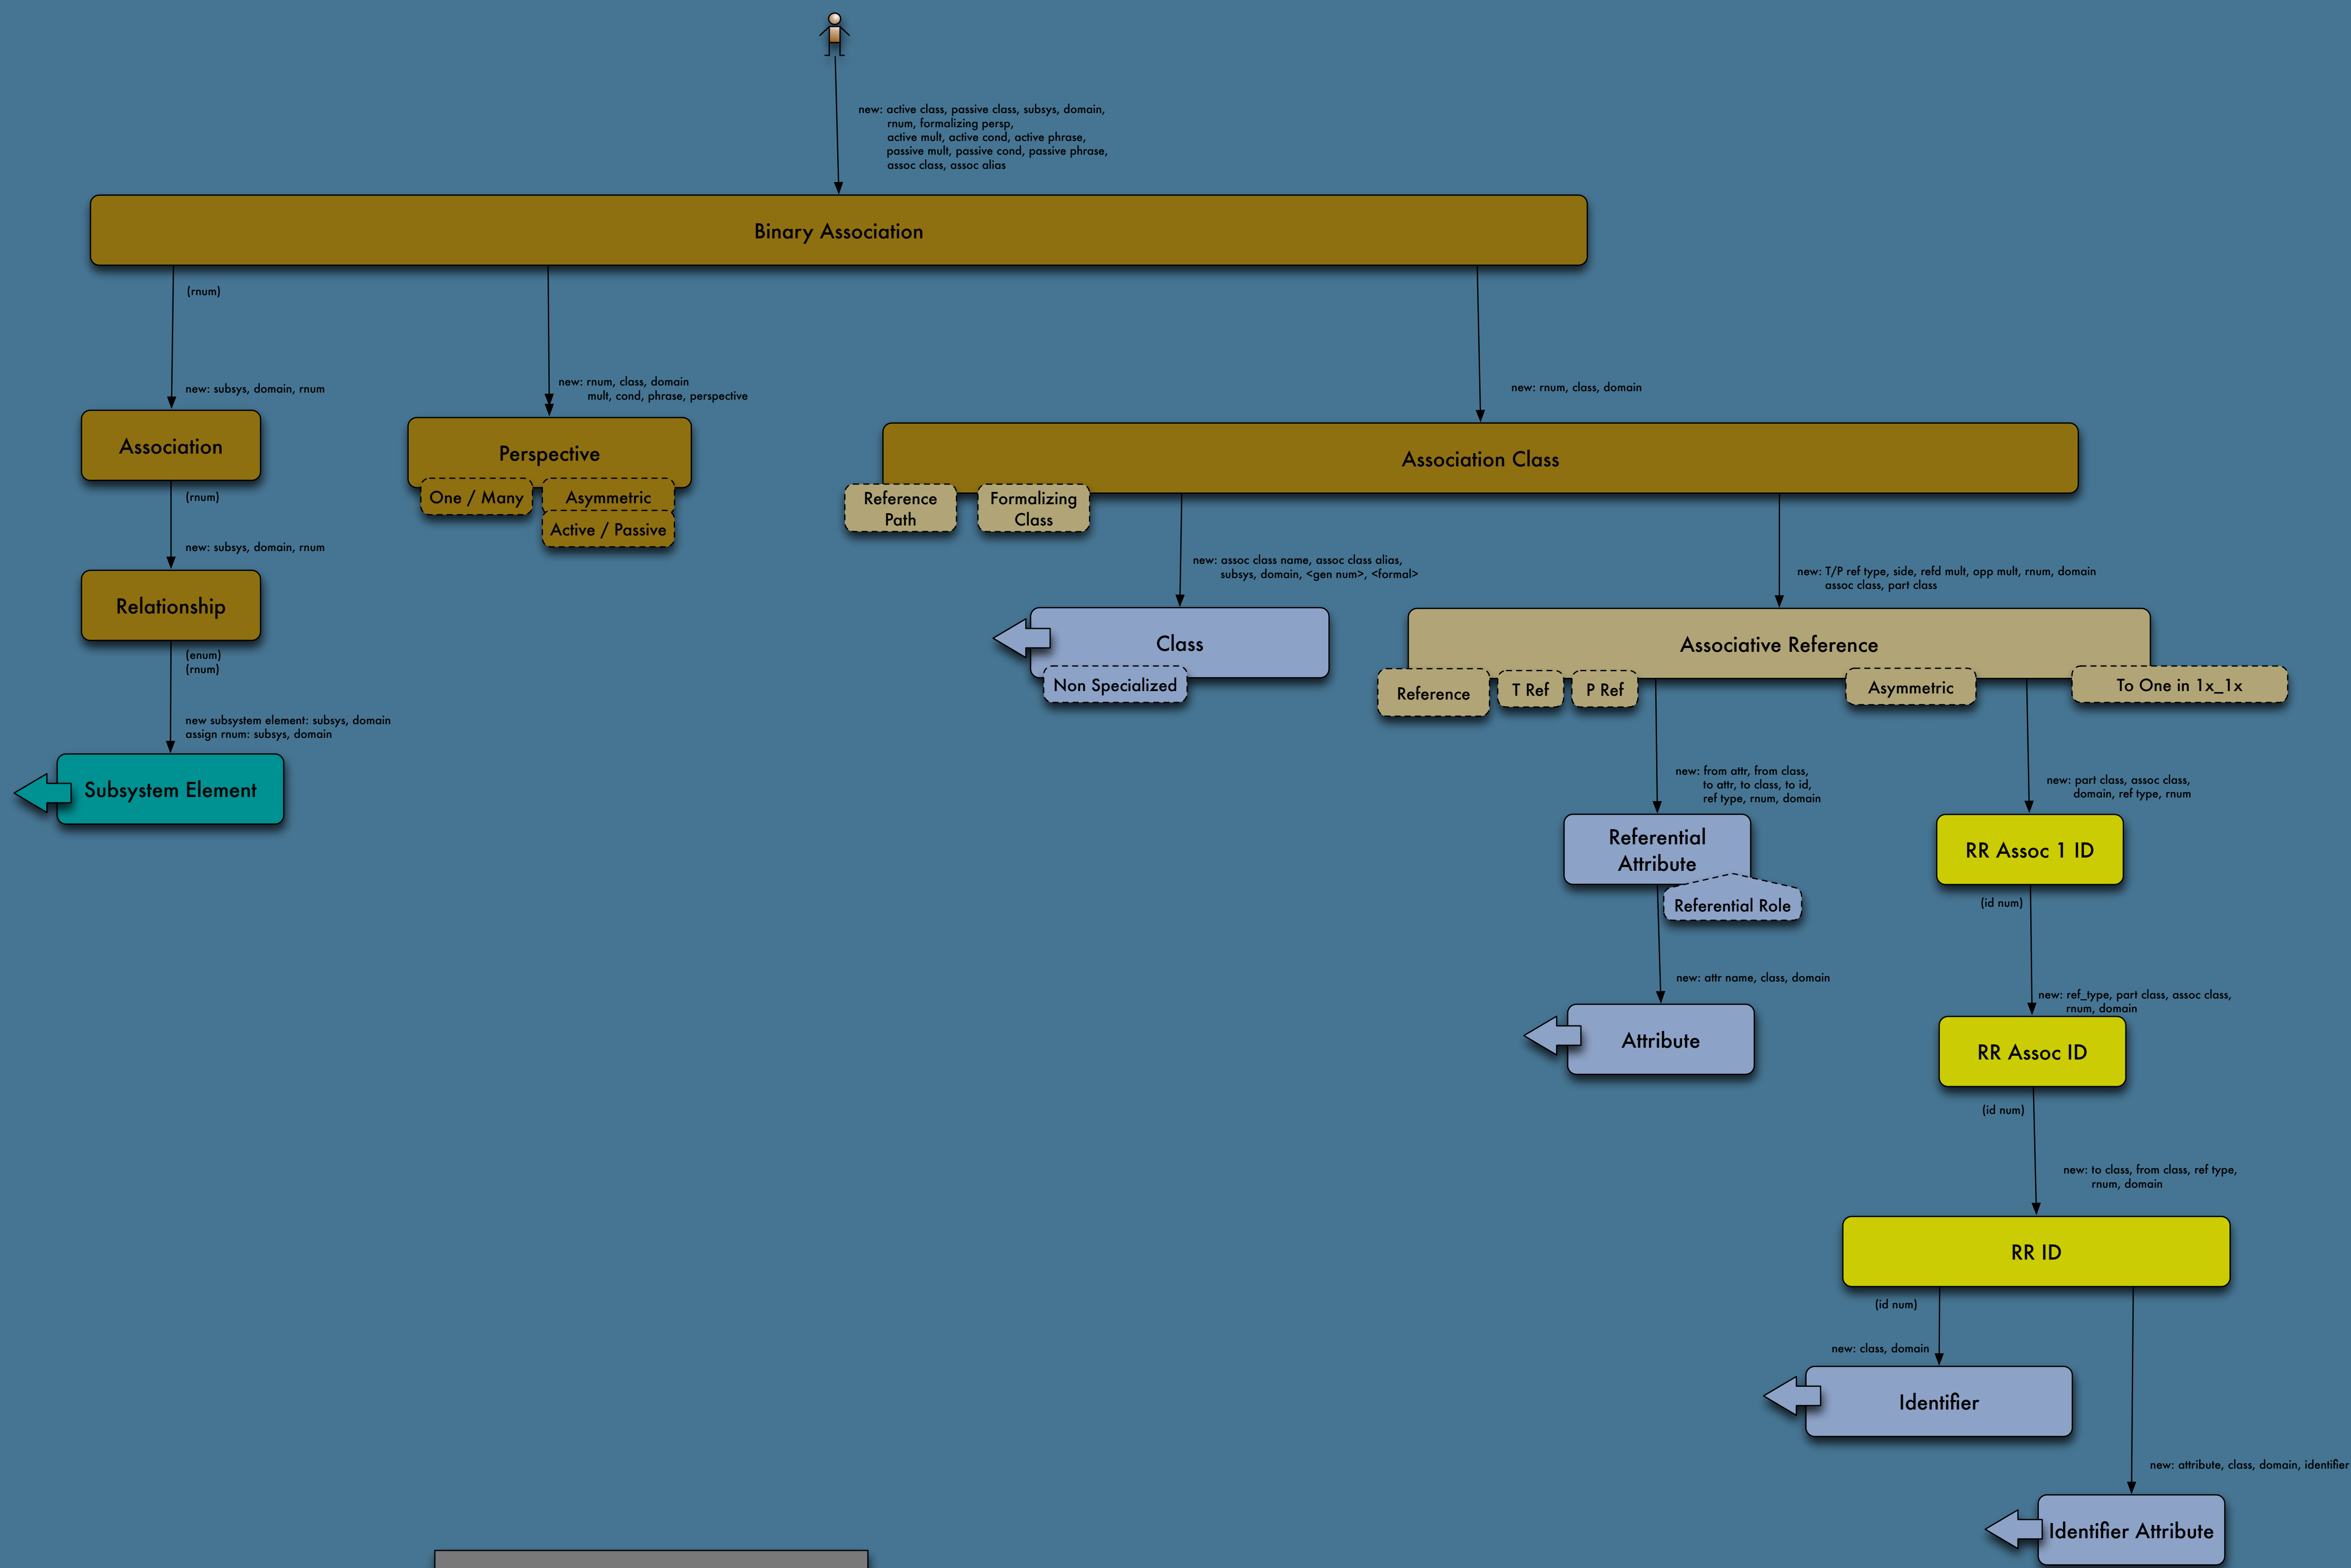 new: active class, passive class, subsys, domain,
rnum, formalizing persp,
active mult, active cond, active phrase,
passive mult, passive cond, passive phrase,
assoc class, assoc alias
Binary Association
(rnum)
new: subsys, domain, rnum
new: rnum, class, domain
mult, cond, phrase, perspective
new: rnum, class, domain
Association
Perspective
Association Class
(rnum)
One / Many
Asymmetric
Active / Passive
Reference
Path
Formalizing
Class
new: subsys, domain, rnum
new: assoc class name, assoc class alias,
subsys, domain, <gen num>, <formal>
new: T/P ref type, side, refd mult, opp mult, rnum, domain
assoc class, part class
Relationship
Class
Associative Reference
(enum)
(rnum)
Non Specialized
Reference
T Ref
P Ref
Asymmetric
To One in 1x_1x
new subsystem element: subsys, domain
assign rnum: subsys, domain
Subsystem Element
new: from attr, from class,
to attr, to class, to id,
ref type, rnum, domain
new: part class, assoc class,
domain, ref type, rnum
Referential
Attribute
RR Assoc 1 ID
Referential Role
(id num)
new: attr name, class, domain
new: ref_type, part class, assoc class,
rnum, domain
Attribute
RR Assoc ID
(id num)
new: to class, from class, ref type,
rnum, domain
RR ID
(id num)
new: class, domain
Identifier
new: attribute, class, domain, identifier
Identifier Attribute